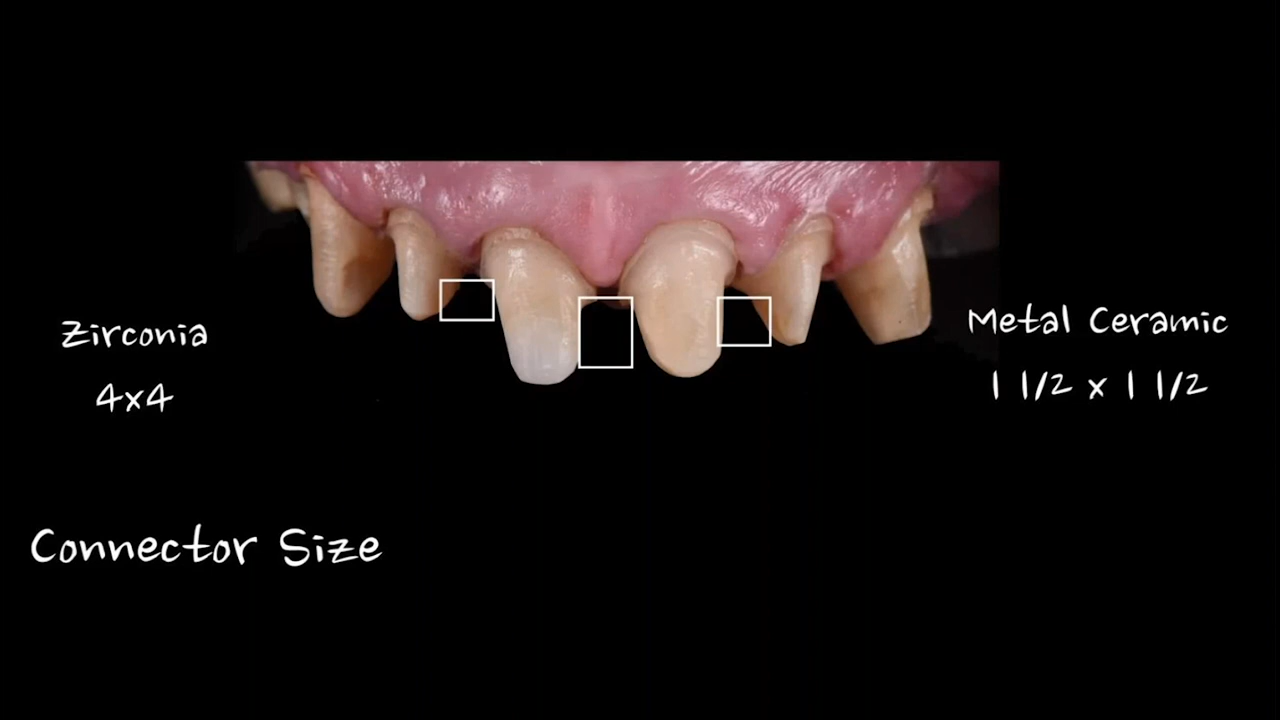 Zirconia
4x4
Metal Ceramic
1 1/2 x 1 1/2
Connector Size